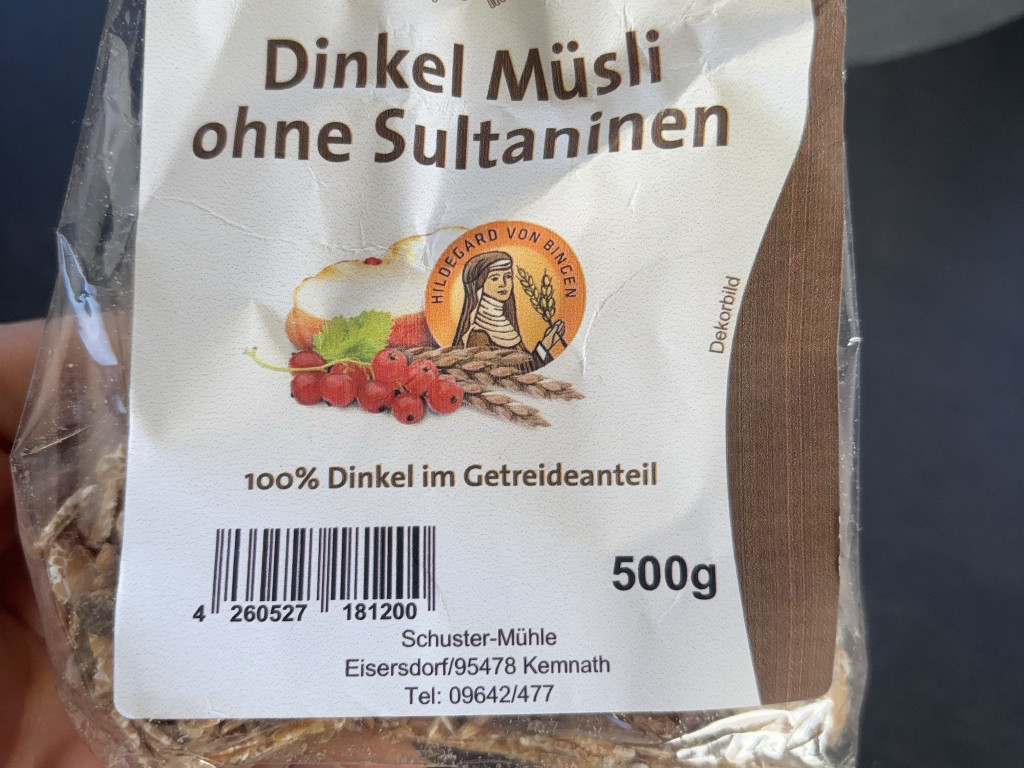 Dinkel Müsli
ohne Sultaninen
HILDEGARD VON BINGEN
Dekorbild
100% Dinkel im Getreideanteil
500g
4 260527 181200
Schuster-Mühle
Eisersdorf/95478 Kemnath
Tel: 09642/477